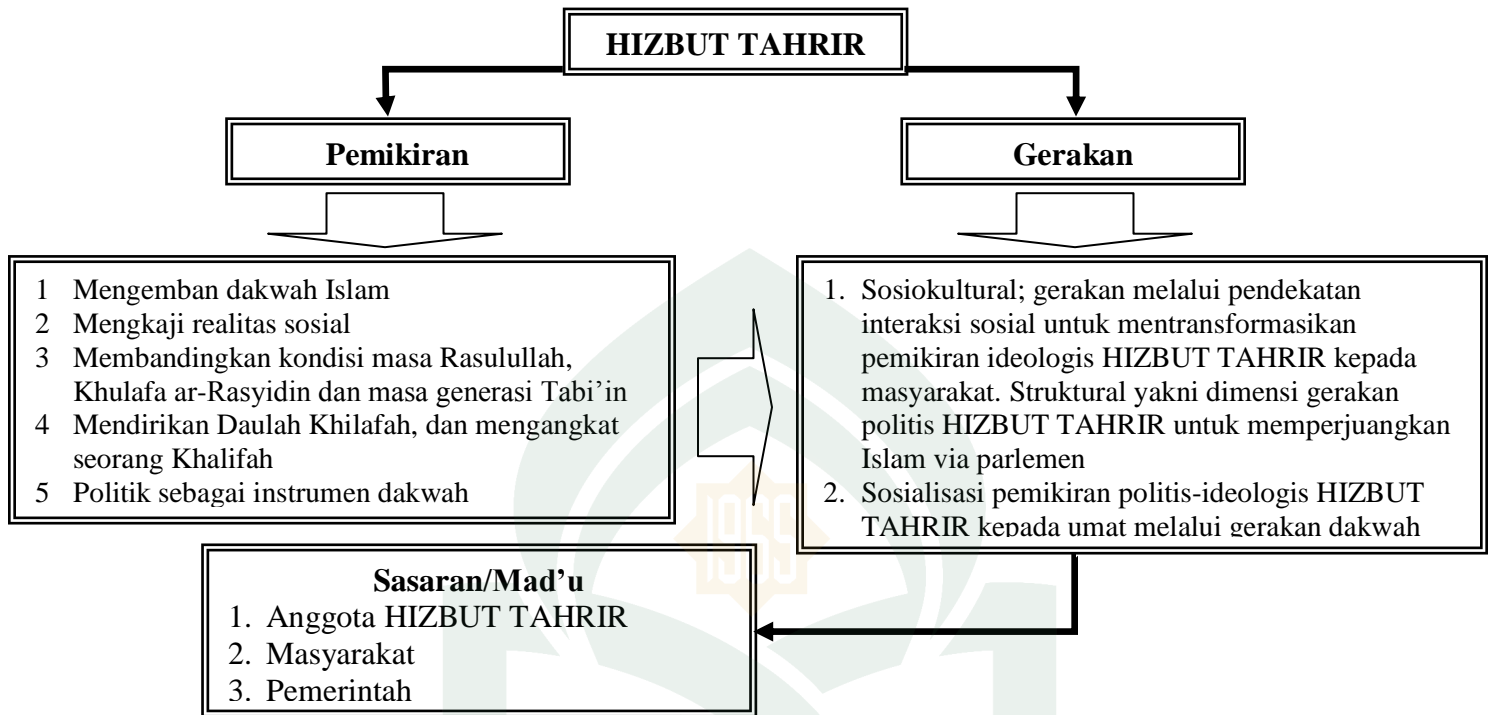 HIZBUT TAHRIR
Pemikiran
Gerakan
1 Mengemban dakwah Islam
2 Mengkaji realitas sosial
3 Membandingkan kondisi masa Rasulullah,
Khulafa ar-Rasyidin dan masa generasi Tabi’in
4 Mendirikan Daulah Khilafah, dan mengangkat
seorang Khalifah
5 Politik sebagai instrumen dakwah
1. Sosiokultural; gerakan melalui pendekatan
interaksi sosial untuk mentransformasikan
pemikiran ideologis HIZBUT TAHRIR kepada
masyarakat. Struktural yakni dimensi gerakan
politis HIZBUT TAHRIR untuk memperjuangkan
Islam via parlemen
2. Sosialisasi pemikiran politis-ideologis HIZBUT
TAHRIR kepada umat melalui gerakan dakwah
Sasaran/Mad’u
1. Anggota HIZBUT TAHRIR
2. Masyarakat
3. Pemerintah
1965